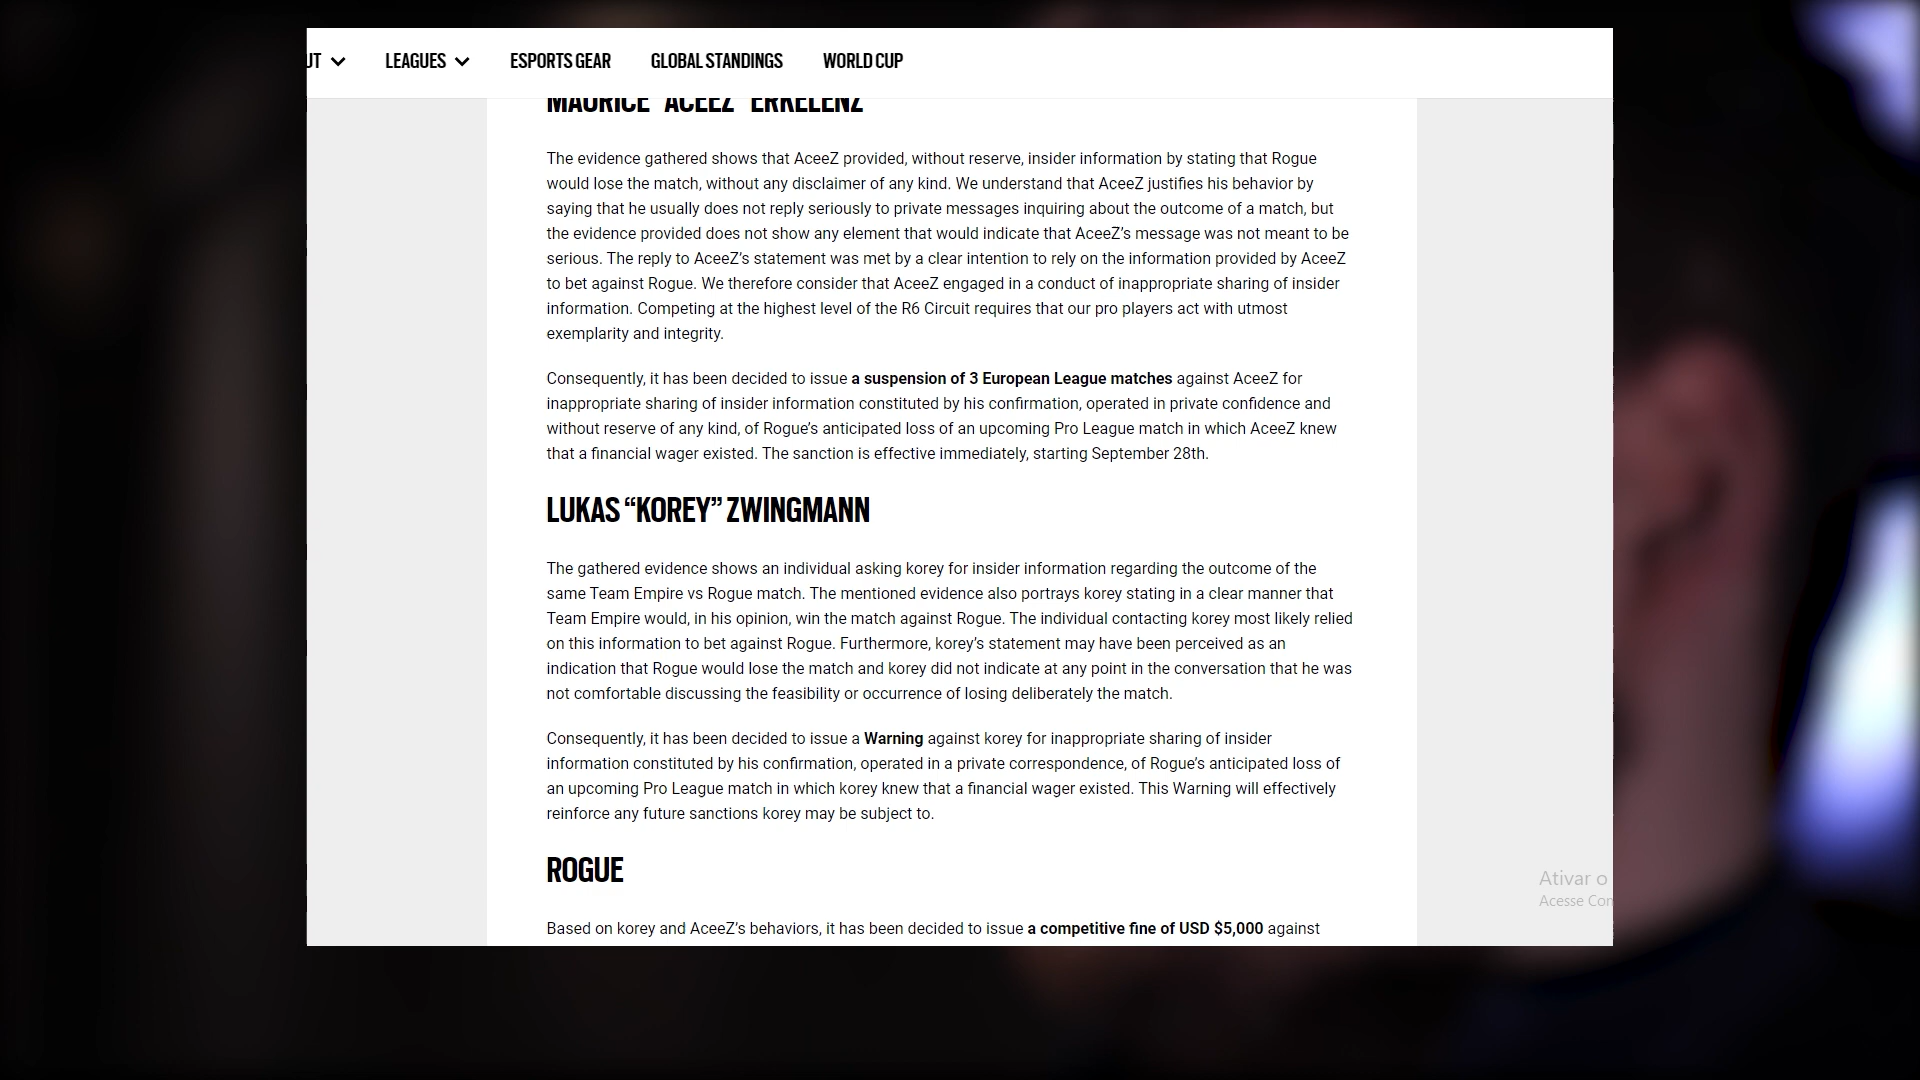 UT
LEAGUES
ESPORTS GEAR
GLOBAL STANDINGS
WORLD CUP
MAURICE "ACEEZ" ERKELENZ
The evidence gathered shows that AceeZ provided, without reserve, insider information by stating that Rogue
would lose the match, without any disclaimer of any kind. We understand that AceeZ justifies his behavior by
saying that he usually does not reply seriously to private messages inquiring about the outcome of a match, but
the evidence provided does not show any element that would indicate that AceeZ’s message was not meant to be
serious. The reply to AceeZ’s statement was met by a clear intention to rely on the information provided by AceeZ
to bet against Rogue. We therefore consider that AceeZ engaged in a conduct of inappropriate sharing of insider
information. Competing at the highest level of the R6 Circuit requires that our pro players act with utmost
exemplarity and integrity.
Consequently, it has been decided to issue a suspension of 3 European League matches against AceeZ for
inappropriate sharing of insider information constituted by his confirmation, operated in private confidence and
without reserve of any kind, of Rogue’s anticipated loss of an upcoming Pro League match in which AceeZ knew
that a financial wager existed. The sanction is effective immediately, starting September 28th.
LUKAS “KOREY” ZWINGMANN
The gathered evidence shows an individual asking korey for insider information regarding the outcome of the
same Team Empire vs Rogue match. The mentioned evidence also portrays korey stating in a clear manner that
Team Empire would, in his opinion, win the match against Rogue. The individual contacting korey most likely relied
on this information to bet against Rogue. Furthermore, korey’s statement may have been perceived as an
indication that Rogue would lose the match and korey did not indicate at any point in the conversation that he was
not comfortable discussing the feasibility or occurrence of losing deliberately the match.
Consequently, it has been decided to issue a Warning against korey for inappropriate sharing of insider
information constituted by his confirmation, operated in a private correspondence, of Rogue’s anticipated loss of
an upcoming Pro League match in which korey knew that a financial wager existed. This Warning will effectively
reinforce any future sanctions korey may be subject to.
ROGUE
Based on korey and AceeZ’s behaviors, it has been decided to issue a competitive fine of USD $5,000 against
Ativar o
Acesse Con